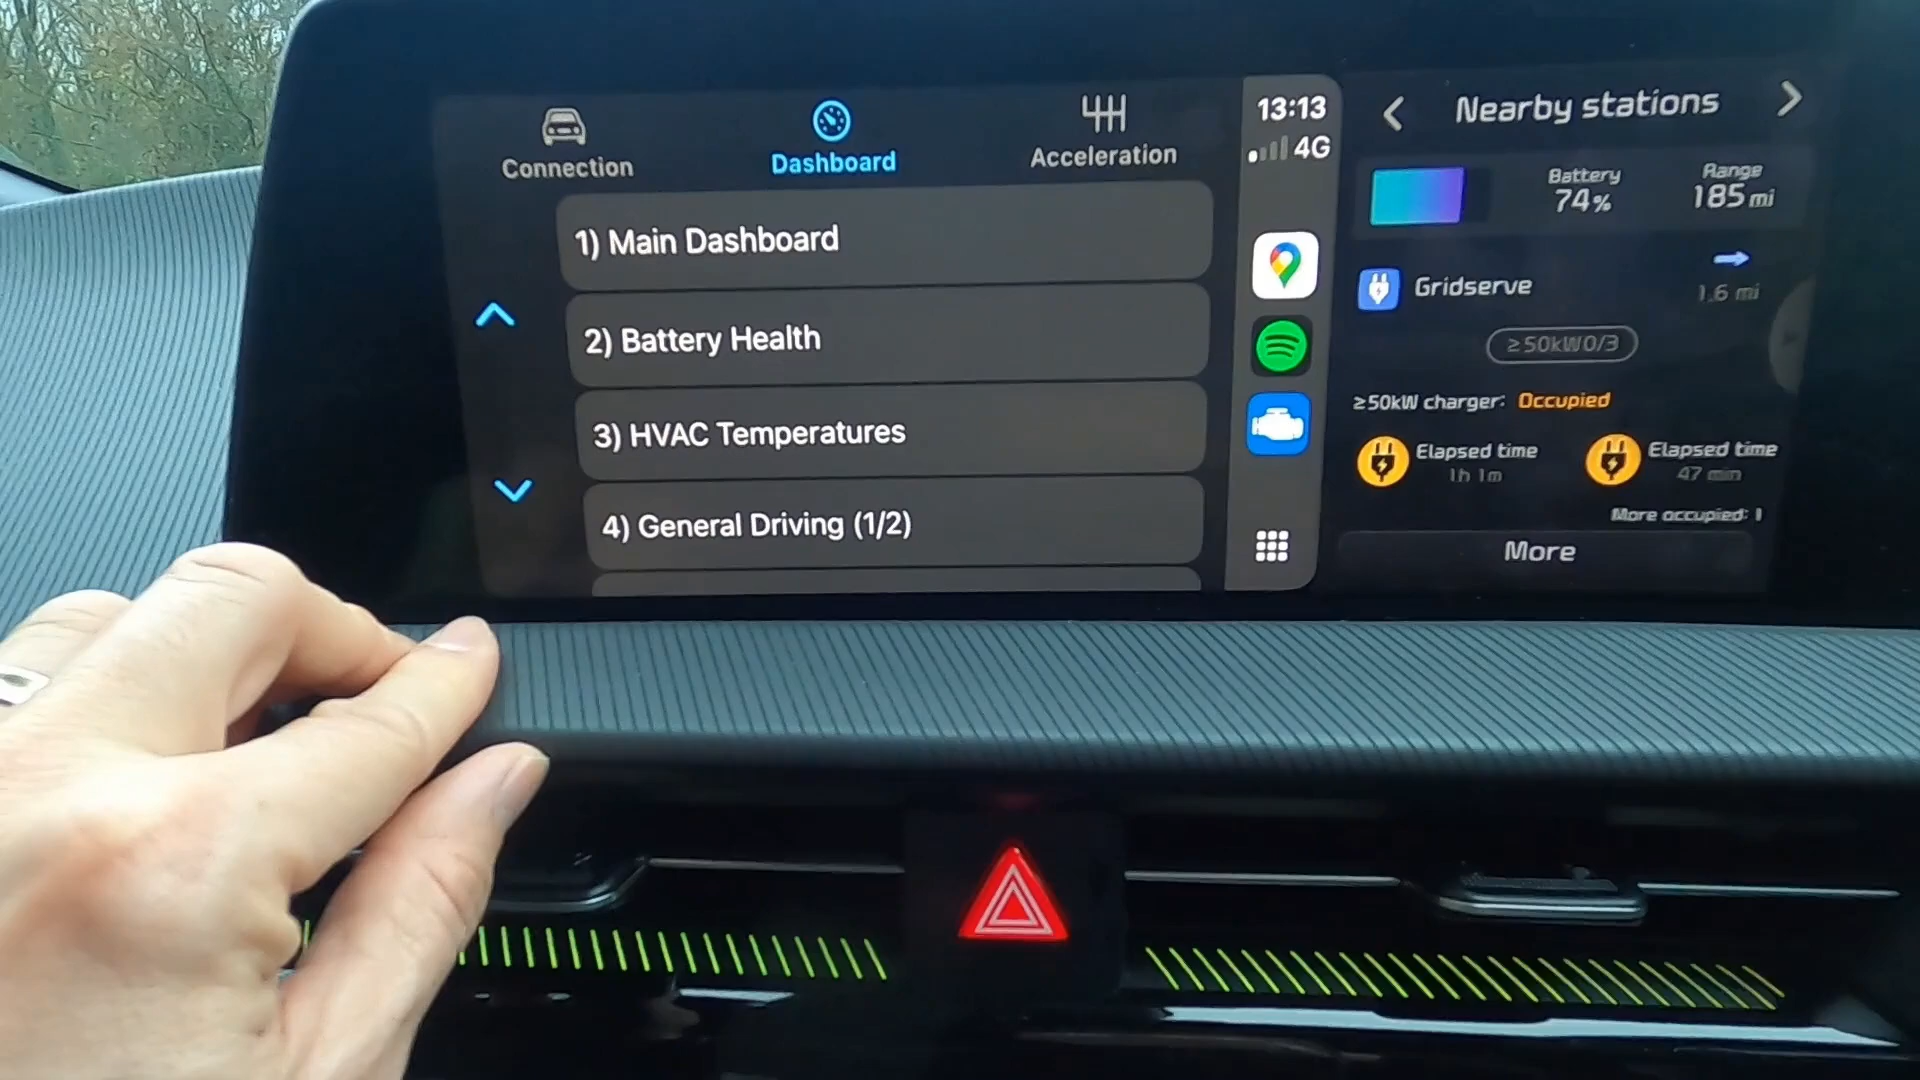 Connection
Dashboard
Acceleration
1) Main Dashboard
2) Battery Health
3) HVAC Temperatures
4) General Driving (1/2)
13:13
4G
Nearby stations
Battery
74%
Range
185 mi
Gridserve
1.6 mi
≥50kW 0/3
≥50kW charger: Occupied
Elapsed time
1h 1m
Elapsed time
47 min
More occupied: 1
More